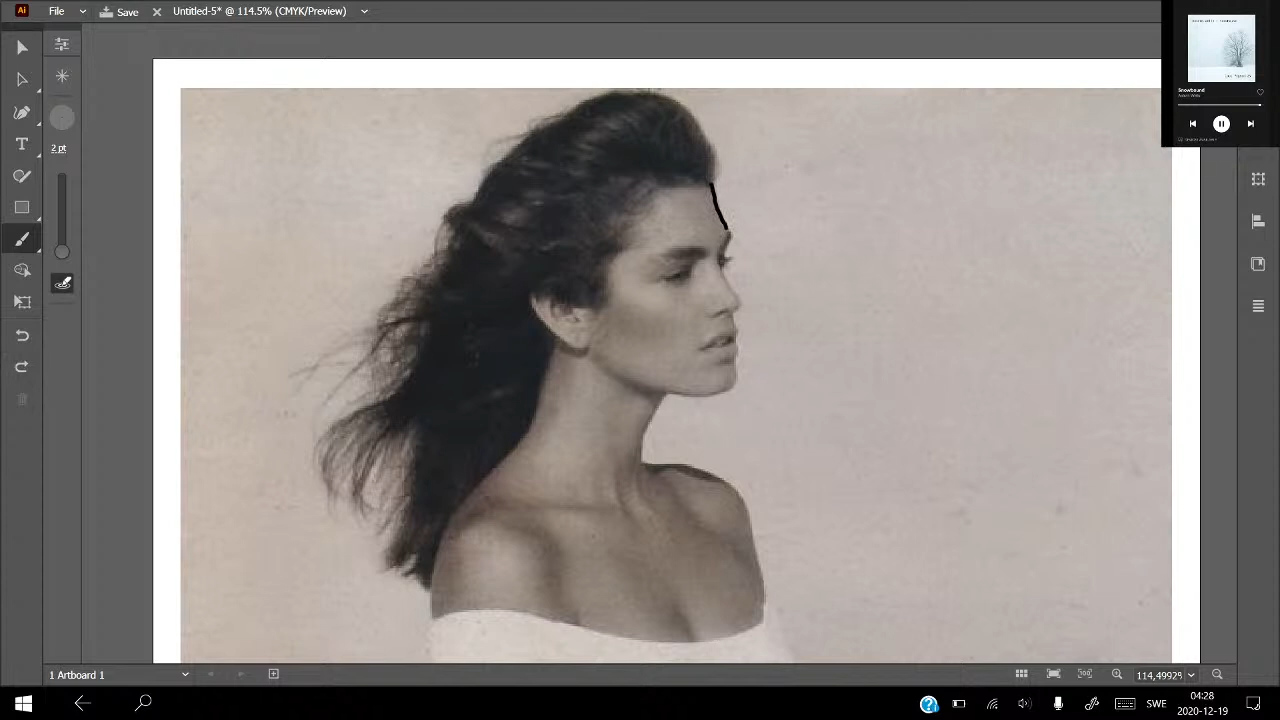 Ai File Save Untitled-5* @ 114.5% (CMYK/Preview)
Snowbound
2 pt
T
1 Artboard 1
114,4992%
SWE
04:28
2020-12-19